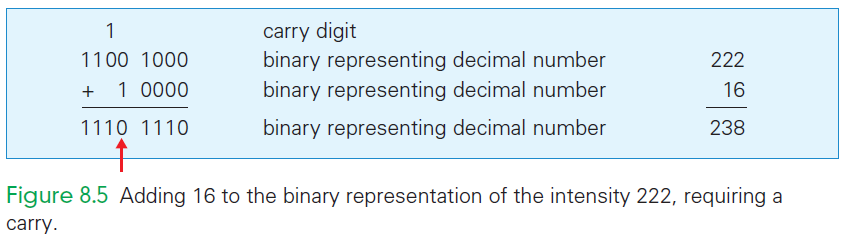 1 carry digit
1100 1000 binary representing decimal number 222
+ 1 0000 binary representing decimal number 16
1110 1110 binary representing decimal number 238
Figure 8.5 Adding 16 to the binary representation of the intensity 222, requiring a
carry.